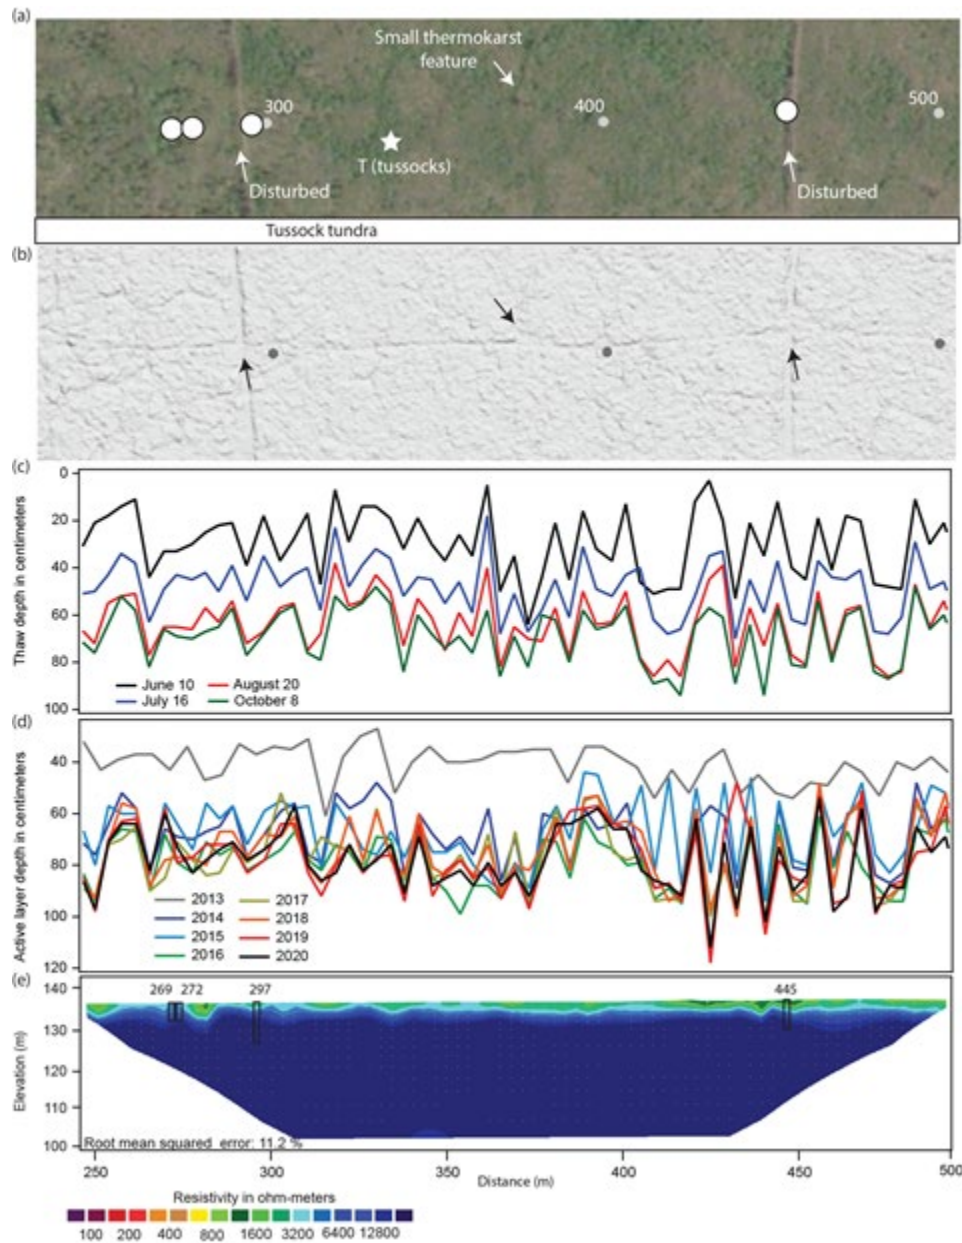 (a)
Small thermokarst
feature
300
400
500
T (tussocks)
Disturbed
Disturbed
Tussock tundra
(b)
(c)
Thaw depth in centimeters
0
20
40
60
80
100
June 10
August 20
July 16
October 8
(d)
Active layer depth in centimeters
40
60
80
100
120
2013
2017
2014
2018
2015
2019
2016
2020
(e)
Elevation (m)
140
130
120
110
100
269
272
297
445
Root mean squared error: 11.2 %
250
300
350
400
450
500
Distance (m)
Resistivity in ohm-meters
100
200
400
800
1600
3200
6400
12800